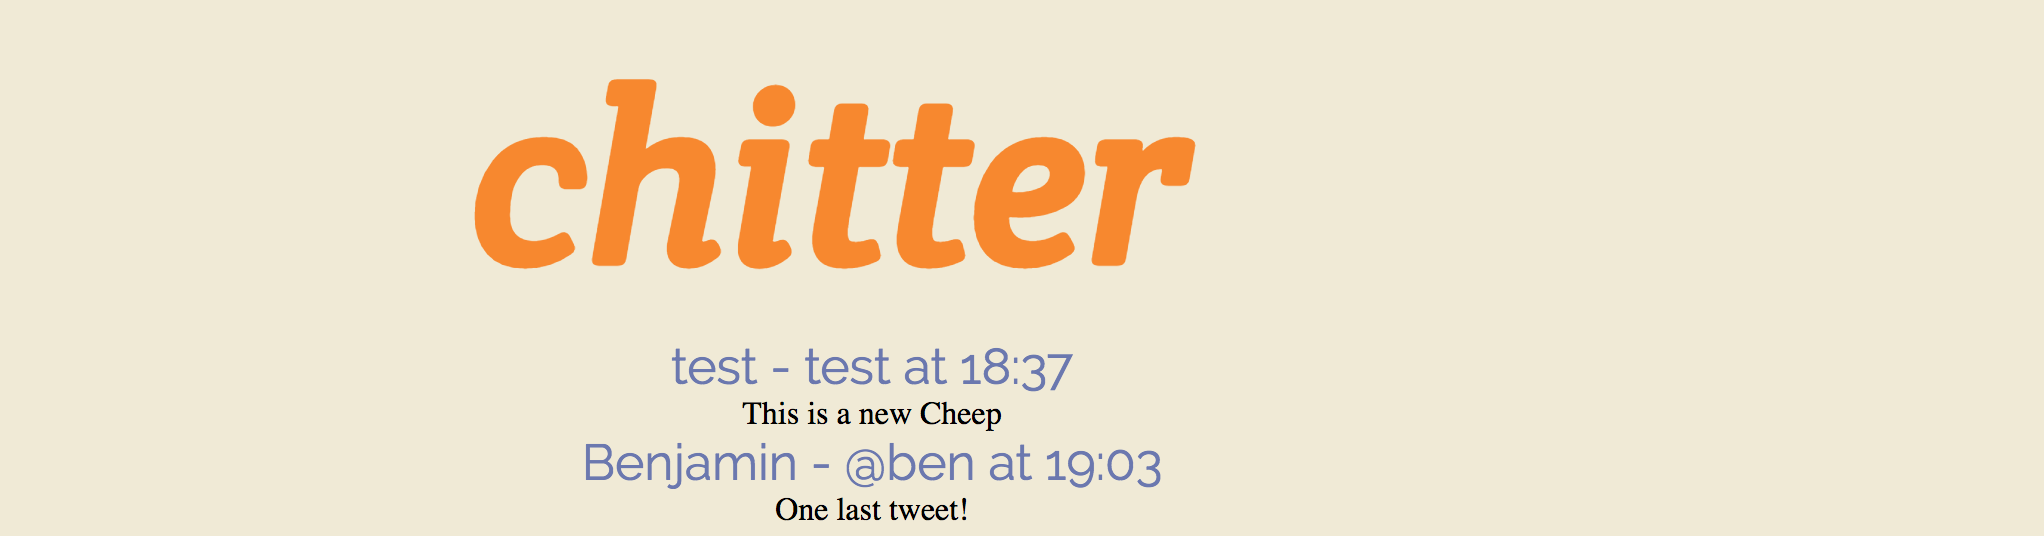 chitter
test - test at 18:37
This is a new Cheep
Benjamin - @ben at 19:03
One last tweet!